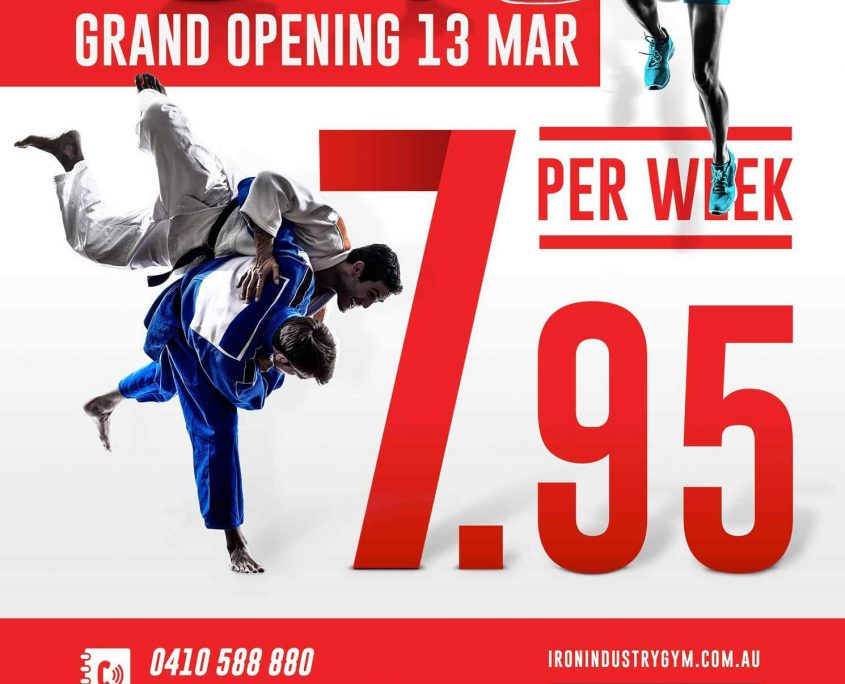 GRAND OPENING 13 MAR
7.95
PER WEEK
0410 588 880
IRONINDUSTRYGYM.COM.AU